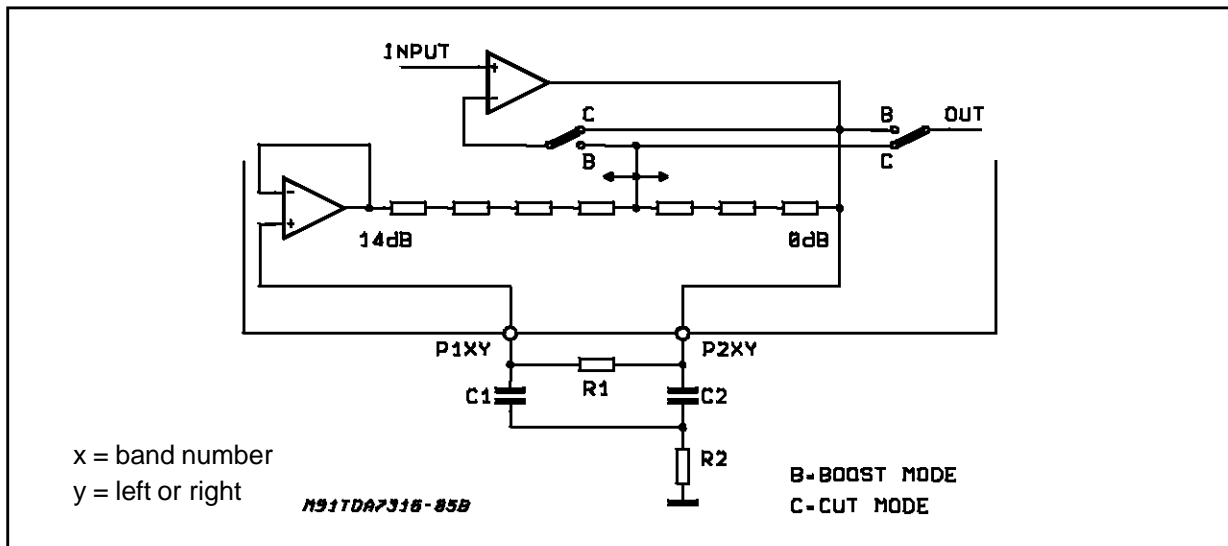 INPUT
C
B
OUT
B
C
-
+
-
+
14dB
0dB
P1XY
P2XY
R1
C1
C2
R2
x = band number
y = left or right
M91TDA7316-05B
B=BOOST MODE
C=CUT MODE